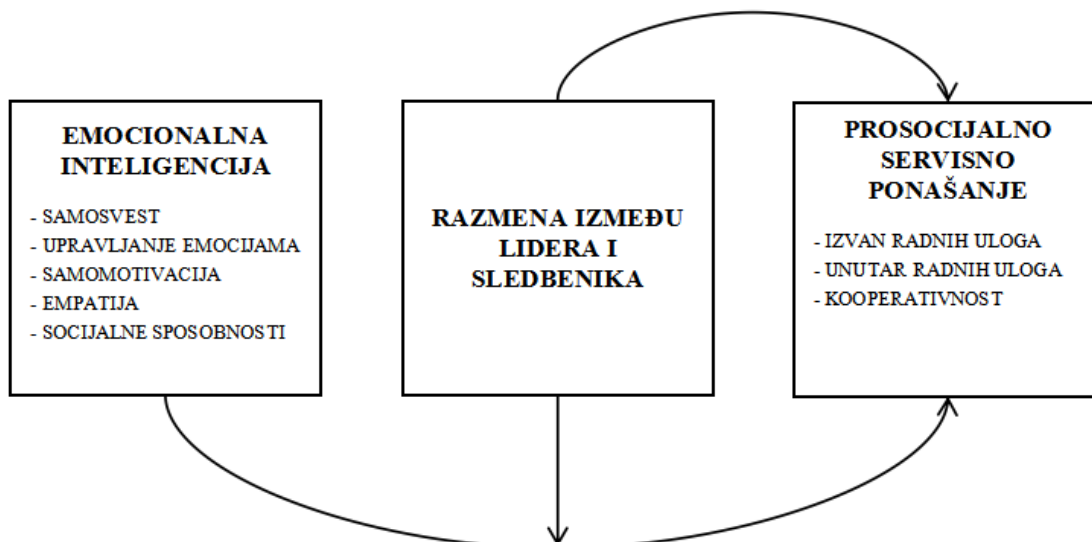 EMOCIONALNA
INTELIGENCIJA
- SAMOSVEST
- UPRAVLJANJE EMOCIJAMA
- SAMOMOTIVACIJA
- EMPATIJA
- SOCIJALNE SPOSOBNOSTI
RAZMENA IZMEĐU
LIDERA I
SLEDBENIKA
PROSOCIJALNO
SERVISNO
PONAŠANJE
- IZVAN RADNIH ULOGA
- UNUTAR RADNIH ULOGA
- KOOPERATIVNOST